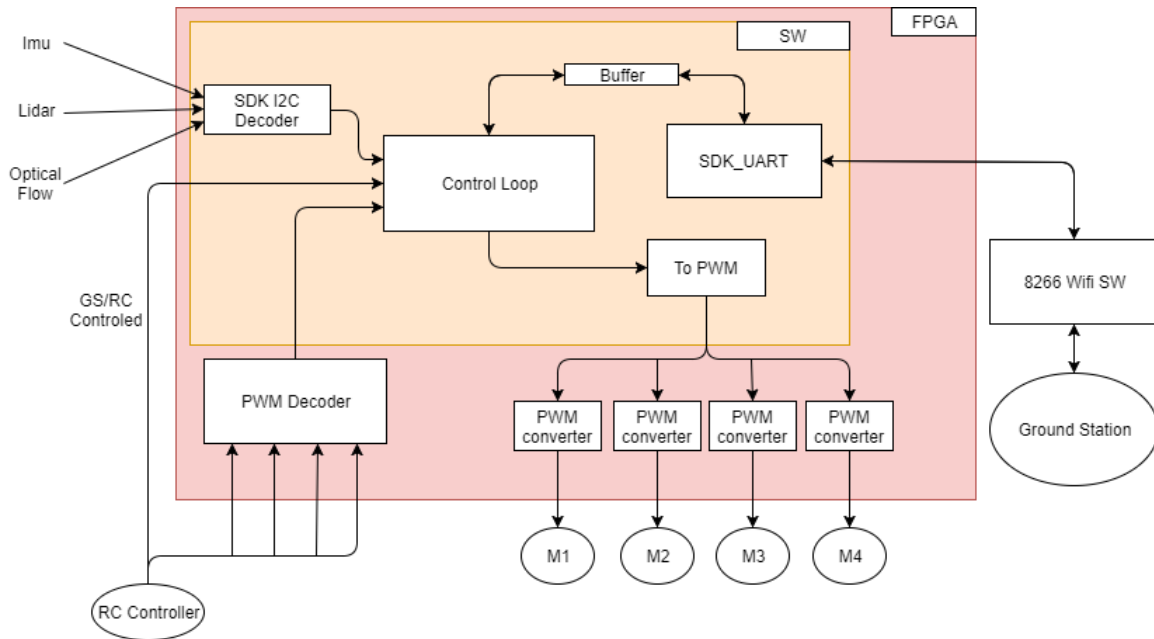 FPGA
SW
Imu
Buffer
SDK I2C
Decoder
Lidar
SDK_UART
Optical
Flow
Control Loop
To PWM
8266 Wifi SW
GS/RC
Controled
PWM Decoder
PWM
converter
PWM
converter
PWM
converter
PWM
converter
Ground Station
M1
M2
M3
M4
RC Controller